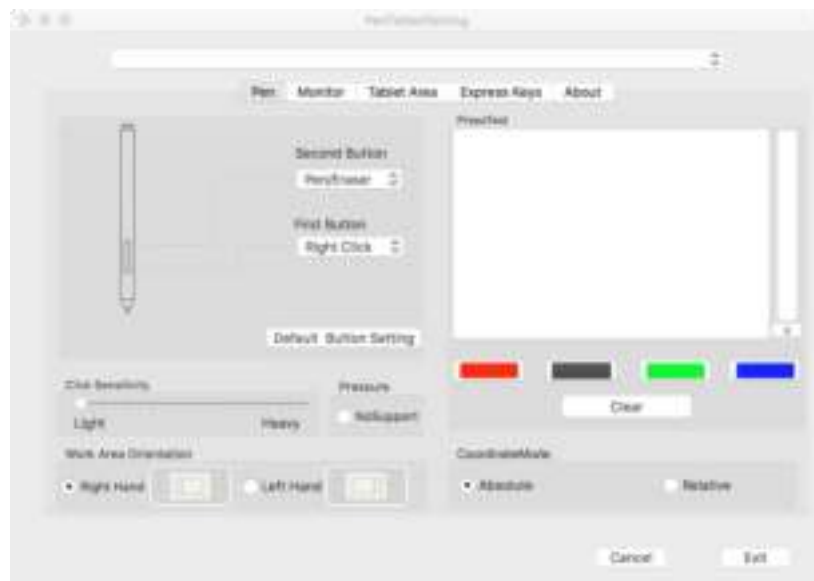 PenTabletSetting
Pen Monitor Tablet Area Express Keys About
PressTest
Second Button
Pen/Eraser
First Button
Right Click
Default Button Setting
Click Sensitivity
Light Heavy
Pressure
NoSupport
Clear
Work Area Orientation
Right Hand Left Hand
CoordinateMode
Absolute Relative
Cancel Exit